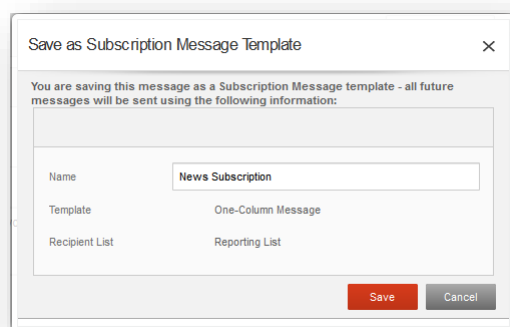 Save as Subscription Message Template
You are saving this message as a Subscription Message template - all future
messages will be sent using the following information:
Name News Subscription
Template One-Column Message
Recipient List Reporting List
Save Cancel